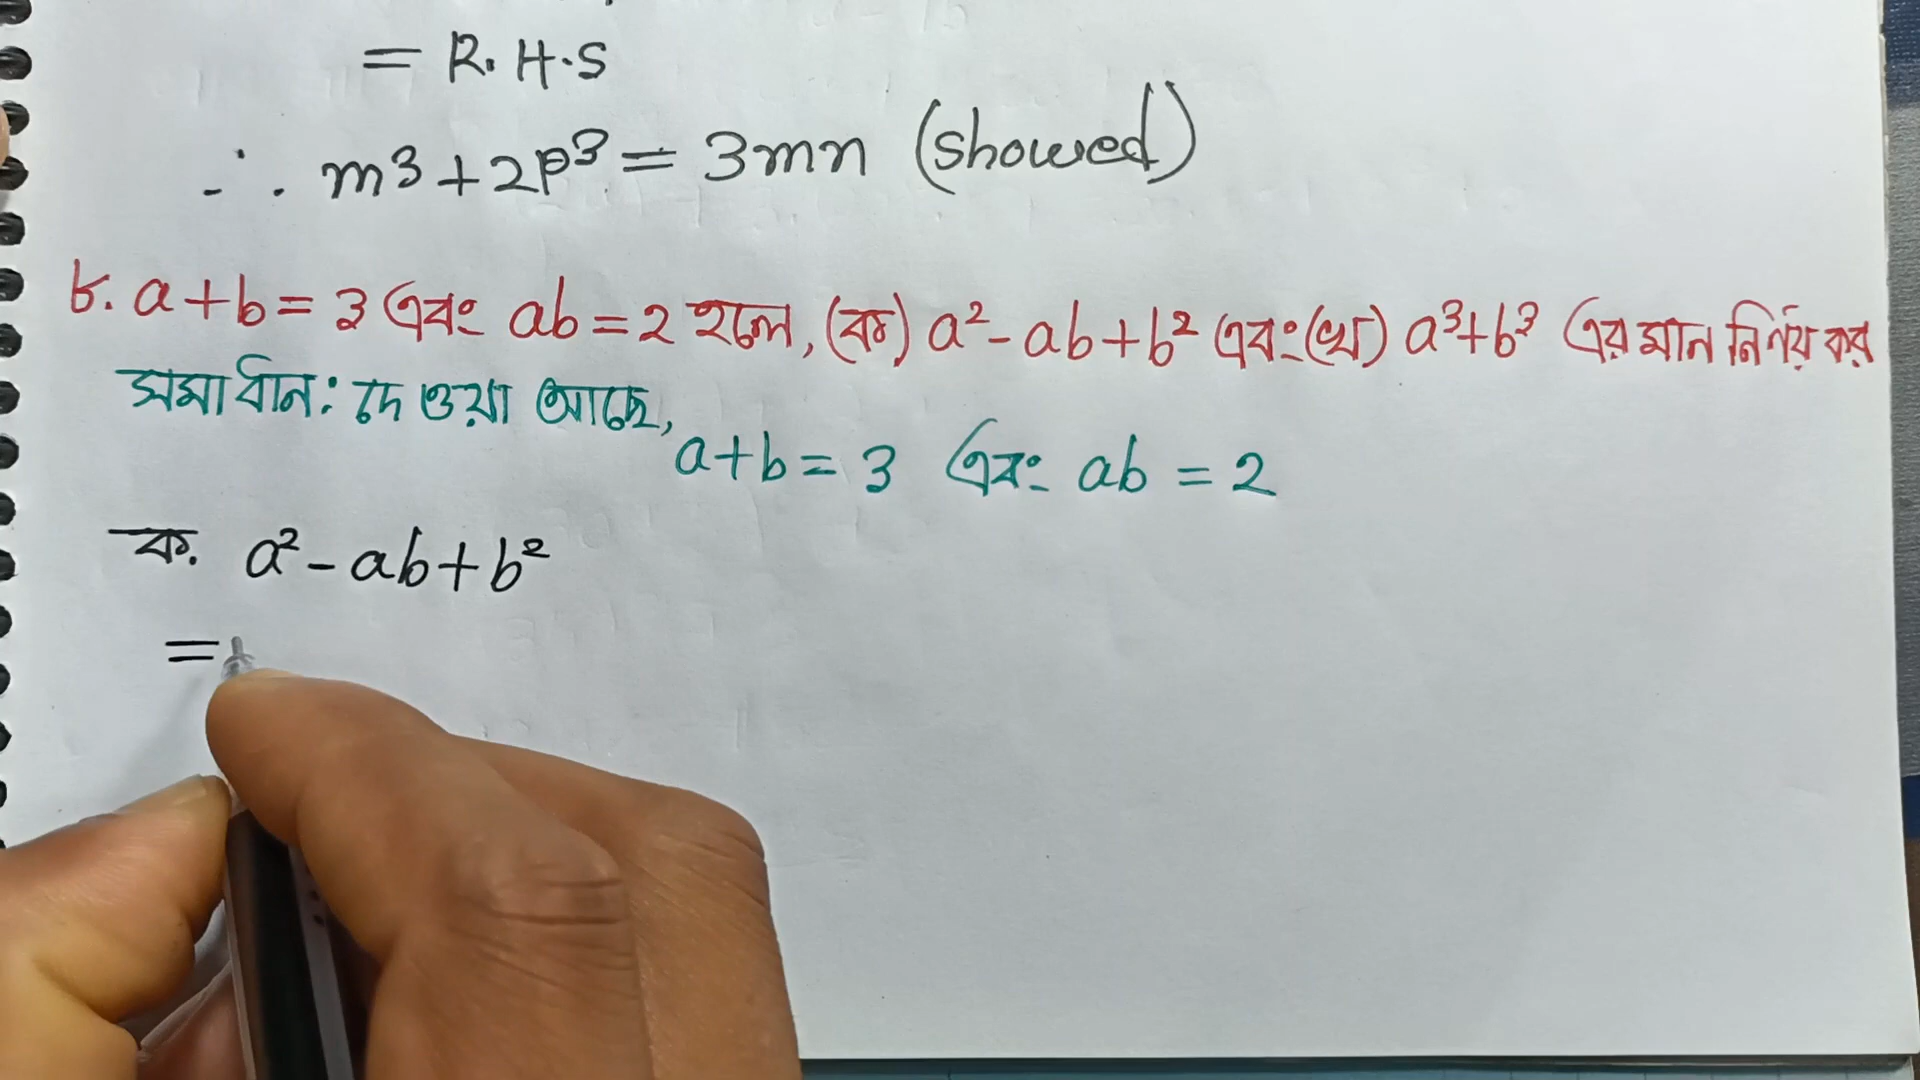 = R.H.S
∴ m³+2p³ = 3mn (showed)
৮. a+b = 3 এবং ab = 2 হলে, (ক) a²-ab+b² এবং (খ) a³+b³ এর মান নির্ণয় কর
সমাধান: দেওয়া আছে,
a+b = 3 এবং ab = 2
ক. a²-ab+b²
=